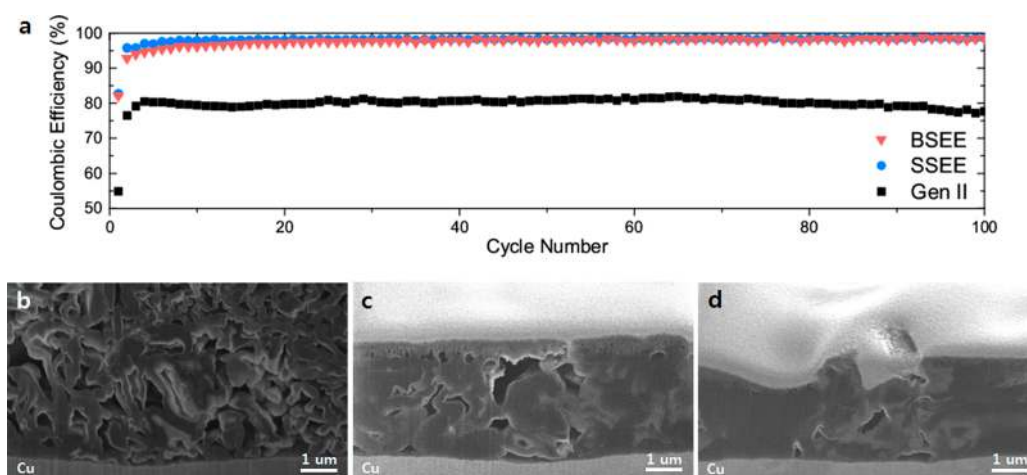 a
Coulombic Efficiency (%)
100
90
80
70
60
50
BSEE
SSEE
Gen II
0
20
40
60
80
100
Cycle Number
b
c
d
Cu
1 um
Cu
1 um
Cu
1 um